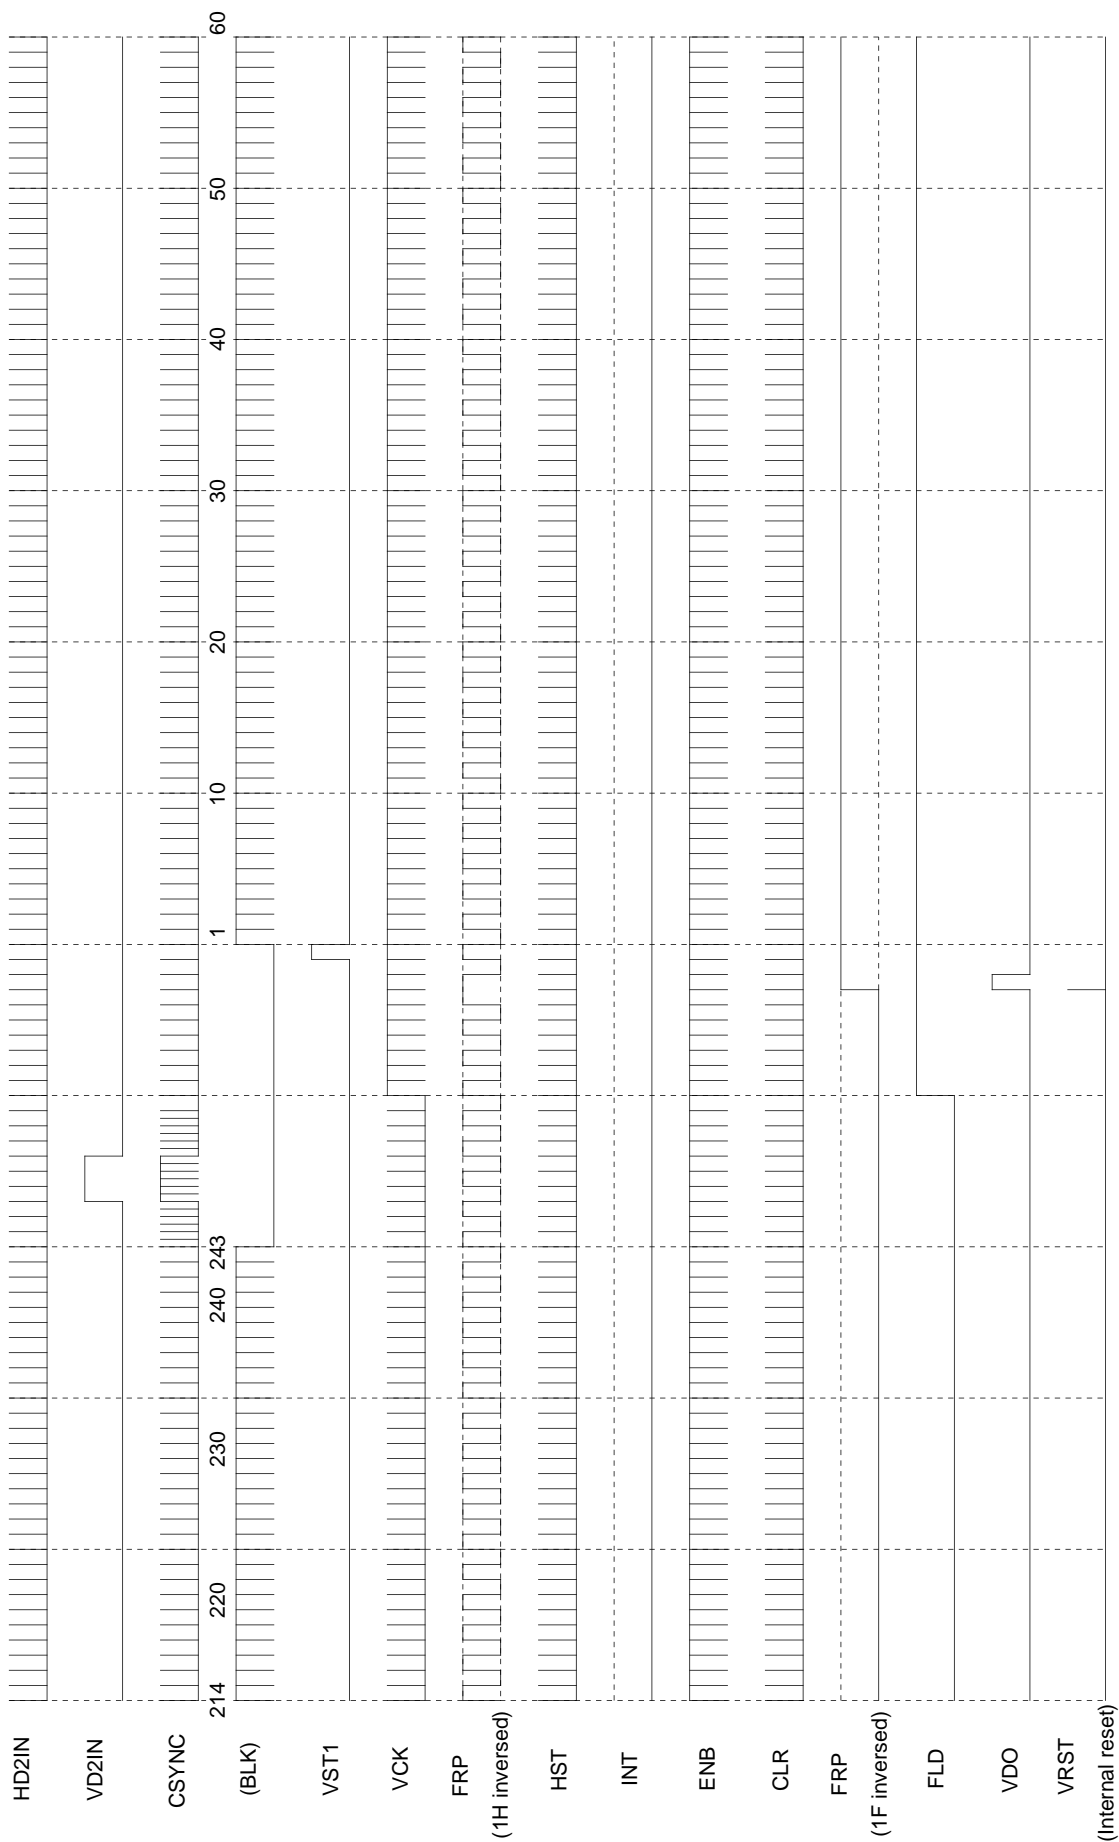 HD2IN
VD2IN
CSYNC
214
220
230
240
243
1
10
20
30
40
50
60
(BLK)
VST1
VCK
FRP
(1H inversed)
HST
INT
ENB
CLR
FRP
(1F inversed)
FLD
VDO
VRST
(Internal reset)